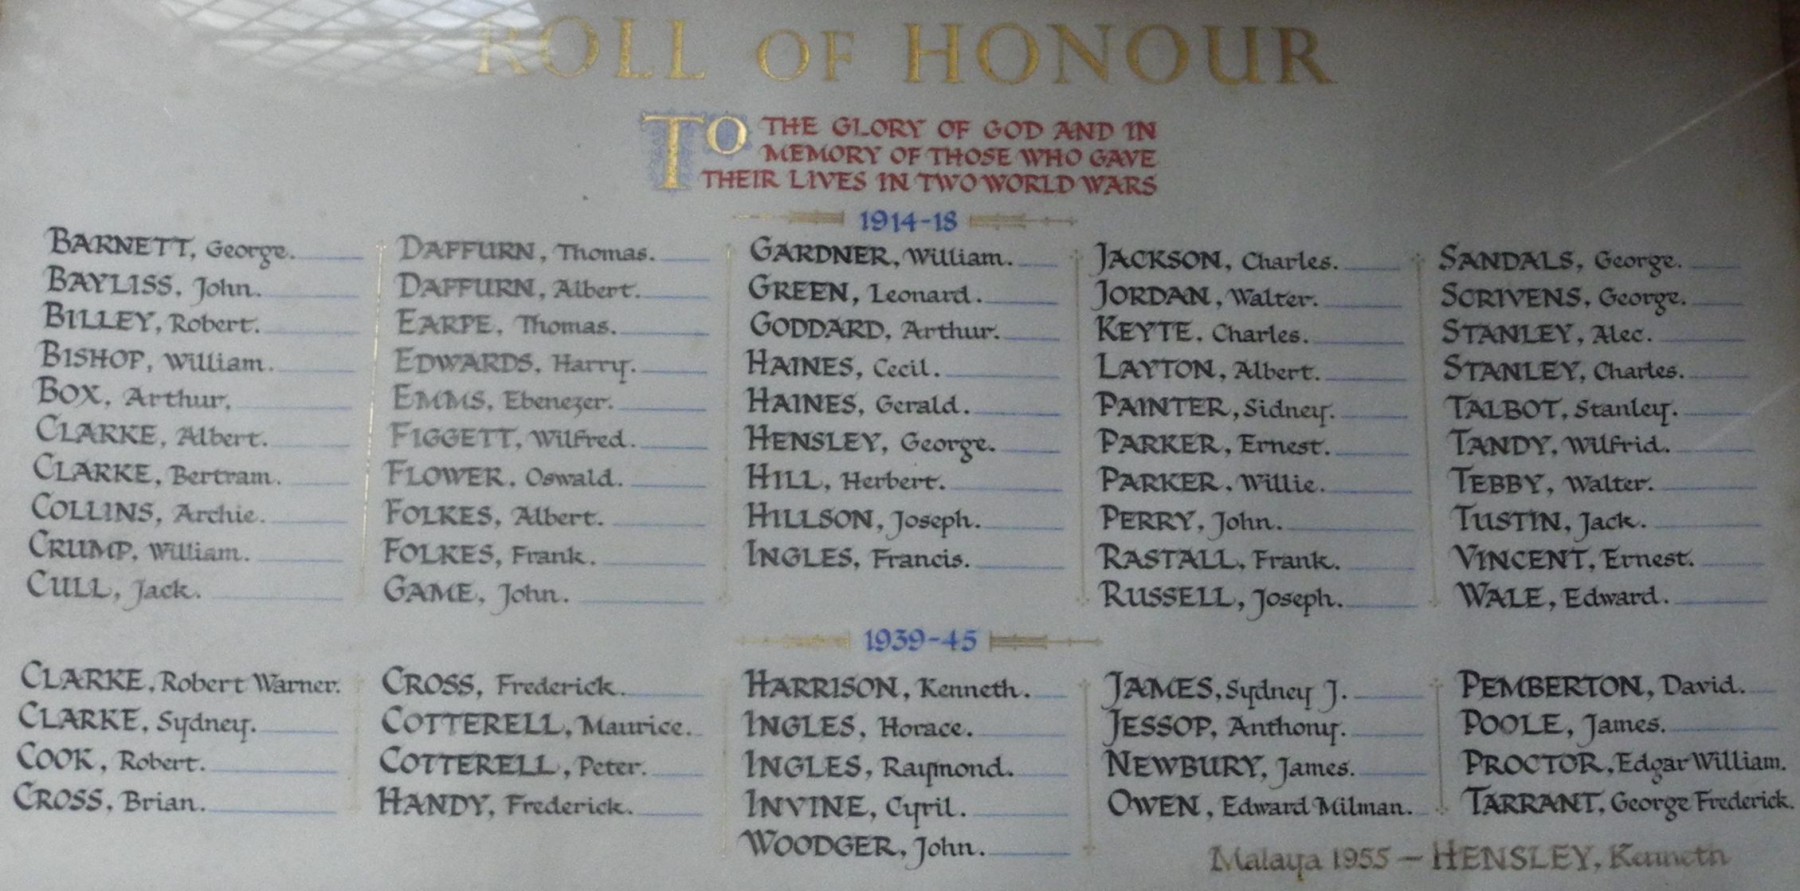 ROLL OF HONOUR
TO THE GLORY OF GOD AND IN
MEMORY OF THOSE WHO GAVE
THEIR LIVES IN TWO WORLD WARS
1914-18
BARNETT, George.
BAYLISS, John.
BILLEY, Robert.
BISHOP, William.
BOX, Arthur.
CLARKE, Albert.
CLARKE, Bertram.
COLLINS, Archie.
CRUMP, William.
CULL, Jack.
DAFFURN, Thomas.
DAFFURN, Albert.
EARPE, Thomas.
EDWARDS, Harry.
EMMS, Ebenezer.
FIGGETT, Wilfred.
FLOWER, Oswald.
FOLKES, Albert.
FOLKES, Frank.
GAME, John.
GARDNER, William.
GREEN, Leonard.
GODDARD, Arthur.
HAINES, Cecil.
HAINES, Gerald.
HENSLEY, George.
HILL, Herbert.
HILLSON, Joseph.
INGLES, Francis.
JACKSON, Charles.
JORDAN, Walter.
KEYTE, Charles.
LAYTON, Albert.
PAINTER, Sidney.
PARKER, Ernest.
PARKER, Willie.
PERRY, John.
RASTALL, Frank.
RUSSELL, Joseph.
SANDALS, George.
SCRIVENS, George.
STANLEY, Alec.
STANLEY, Charles.
TALBOT, Stanley.
TANDY, Wilfrid.
TEBBY, Walter.
TUSTIN, Jack.
VINCENT, Ernest.
WALE, Edward.
1939-45
CLARKE, Robert Warner.
CLARKE, Sydney.
COOK, Robert.
CROSS, Brian.
CROSS, Frederick.
COTTERELL, Maurice.
COTTERELL, Peter.
HANDY, Frederick.
HARRISON, Kenneth.
INGLES, Horace.
INGLES, Raymond.
INVINE, Cyril.
WOODGER, John.
JAMES, Sydney J.
JESSOP, Anthony.
NEWBURY, James.
OWEN, Edward Milman.
PEMBERTON, David.
POOLE, James.
PROCTOR, Edgar William.
TARRANT, George Frederick.
Malaya 1955 – HENSLEY, Kenneth